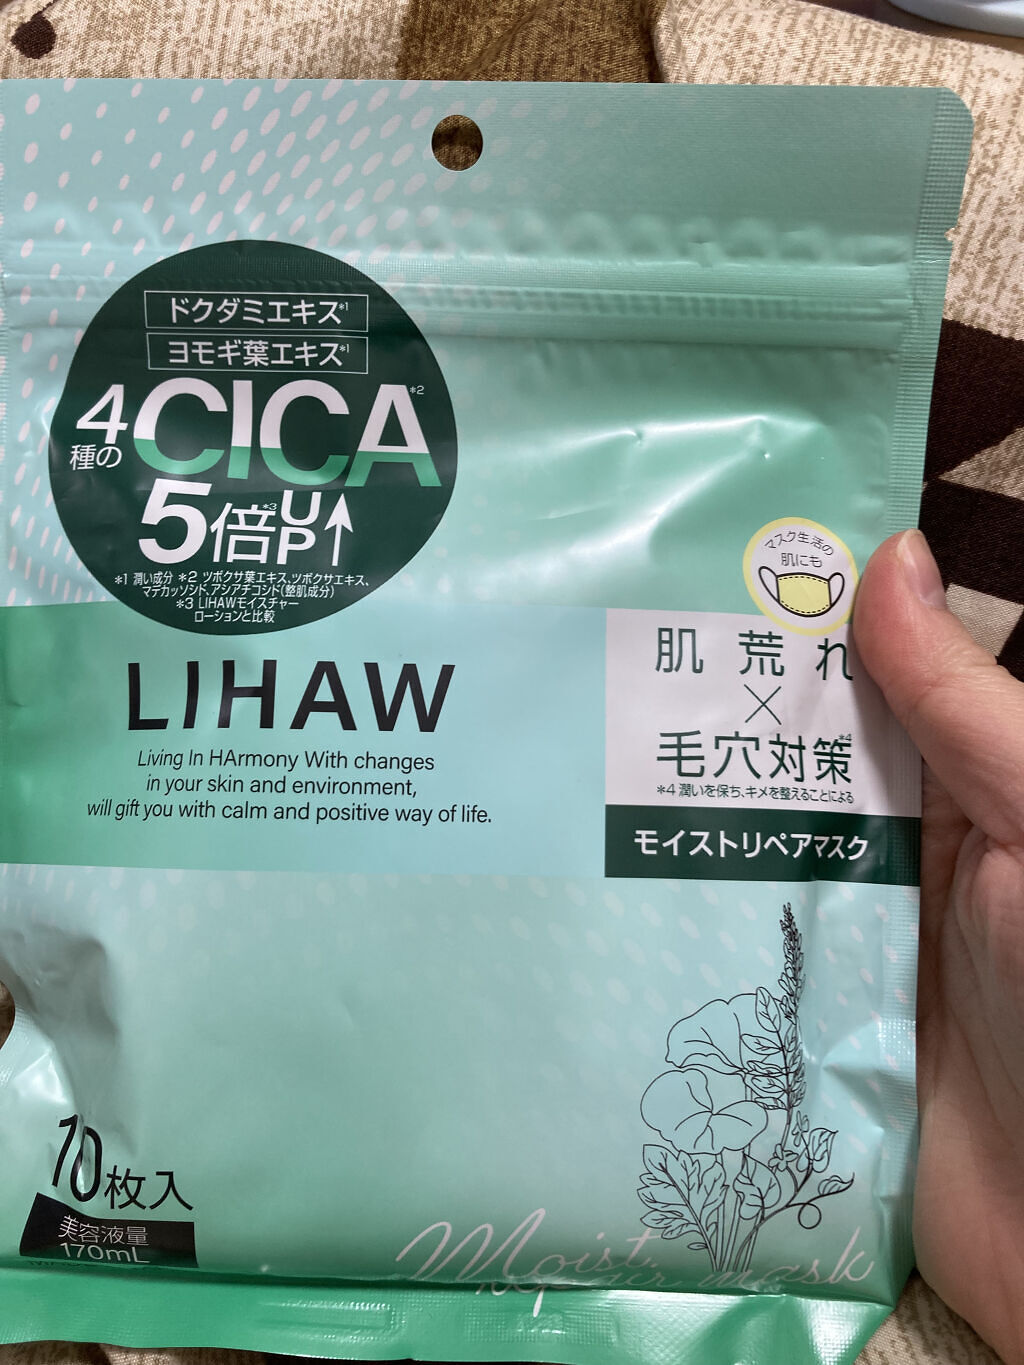 ドクダミエキス*1
ヨモギ葉エキス*1
4種のCICA*2
5倍*3UP↑
*1 潤い成分 *2 ツボクサ葉エキス、ツボクサエキス、
マデカッソシド、アシアチコシド(整肌成分)
*3 LIHAWモイスチャー
ローションと比較
マスク生活の
肌にも
肌荒れ
×
毛穴対策*4
*4 潤いを保ち、キメを整えることによる
モイストリペアマスク
LIHAW
Living In HArmony With changes
in your skin and environment,
will gift you with calm and positive way of life.
10枚入
美容液量
170mL
Moist
Repair mask